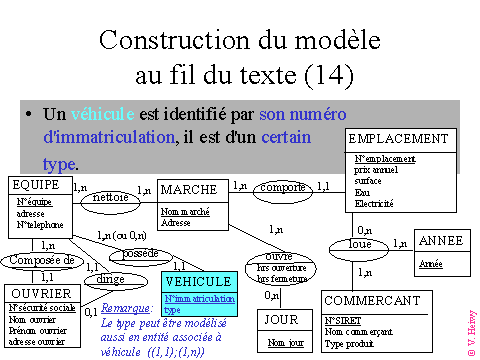 Construction du modèle
au fil du texte (14)
• Un véhicule est identifié par son numéro
d'immatriculation, il est d'un certain
type.
EMPLACEMENT
N°emplacement
prix annuel
surface
Eau
Electricité
EQUIPE
N°équipe
adresse
N°telephone
1,n
nettoie
1,n
MARCHE
Nom marché
Adresse
1,n
comporte
1,1
1,n (ou 0,n)
possède
1,n
ouvre
hrs ouverture
hrs fermeture
0,n
loue
1,n
ANNEE
Année
1,n
Composée de
1,1
1,n
dirige
1,1
VEHICULE
N°immatriculation
type
1,n
OUVRIER
N°sécurité sociale
Nom ouvrier
Prénom ouvrier
adresse ouvrier
0,1
Remarque:
Le type peut être modélisé
aussi en entité associée à
véhicule ((1,1);(1,n))
0,n
JOUR
Nom jour
COMMERCANT
N°SIRET
Nom commerçant
Type produit
© V. Heiwy